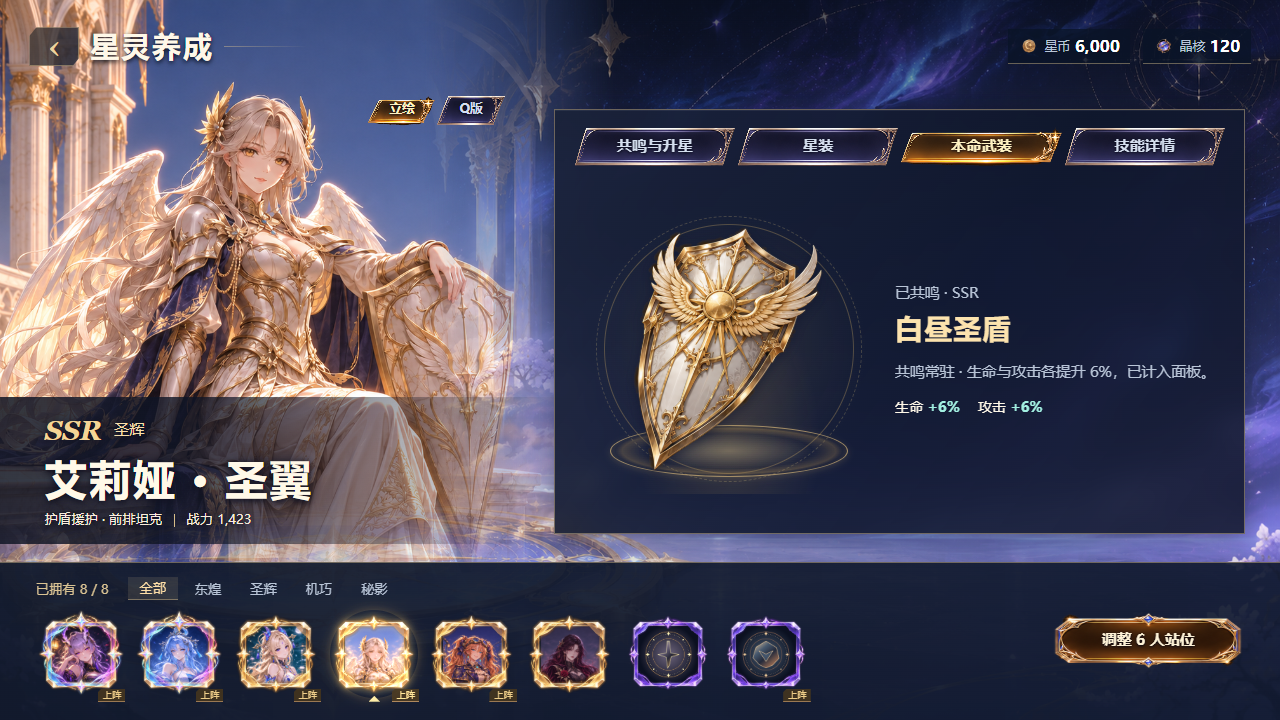 星灵养成
星币 6,000
晶核 120
立绘
Q版
共鸣与升星
星装
本命武装
技能详情
已共鸣 · SSR
白昼圣盾
共鸣常驻 · 生命与攻击各提升 6%，已计入面板。
生命 +6% 攻击 +6%
SSR 圣辉
艾莉娅·圣翼
护盾援护 · 前排坦克 | 战力 1,423
已拥有 8 / 8
全部
东煌
圣辉
机巧
秘影
上阵
上阵
上阵
上阵
上阵
上阵
调整 6 人站位